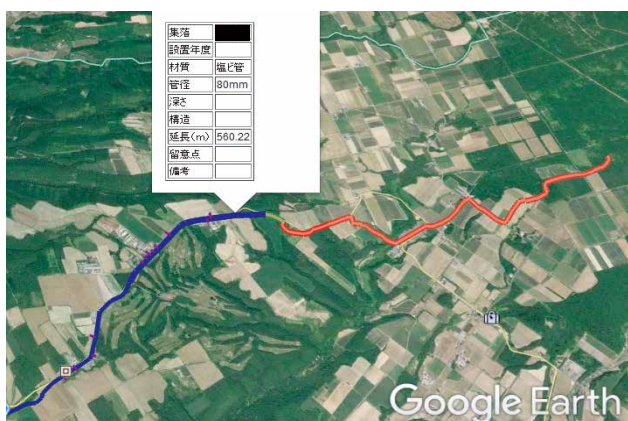 集落
設置年度
材質 塩ビ管
管径 80mm
深さ
構造
延長(m) 560.22
留意点
備考
Google Earth